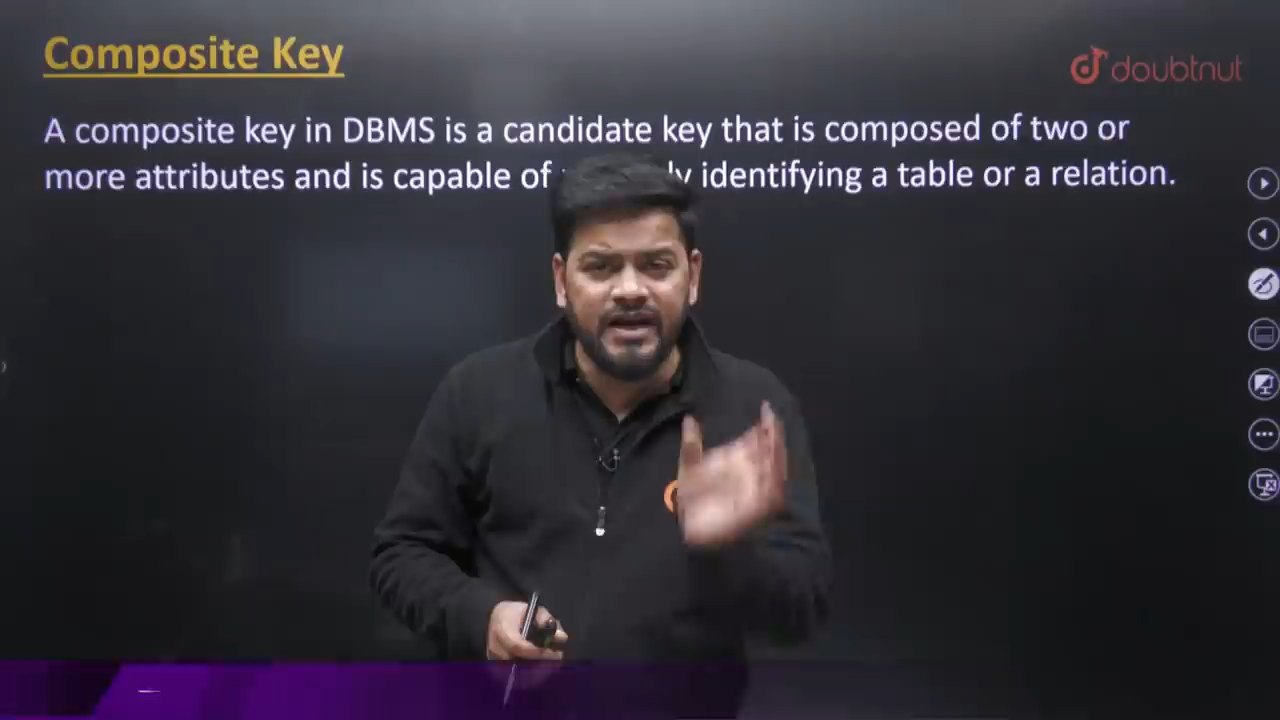 Composite Key
doubtnut
A composite key in DBMS is a candidate key that is composed of two or
more attributes and is capable of identifying a table or a relation.